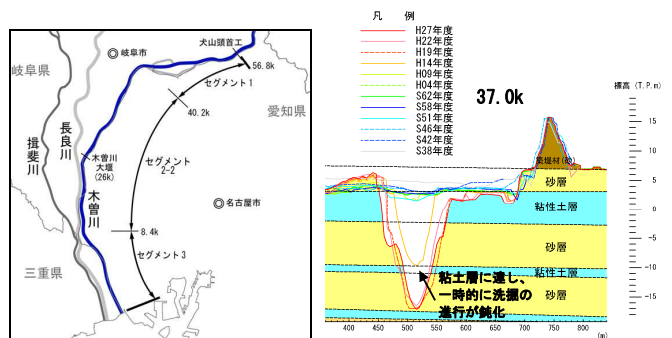 犬山頭首工
56.8k
岐阜市
岐阜県
セグメント1
愛知県
40.2k
長良川
揖斐川
木曽川
大堰
(26k)
セグメント
2-2
木曽川
名古屋市
8.4k
セグメント3
三重県
凡 例
H27年度
H22年度
H19年度
H14年度
H09年度
H04年度
S62年度
S58年度
S51年度
S46年度
S42年度
S38年度
37.0k
標高 (T.P.m)
15
10
5
0
-5
-10
-15
築堤材(砂)
砂層
粘性土層
砂層
粘性土層
砂層
粘土層に達し、
一時的に洗掘の
進行が鈍化
400
450
500
550
600
650
700
750
800
(m)